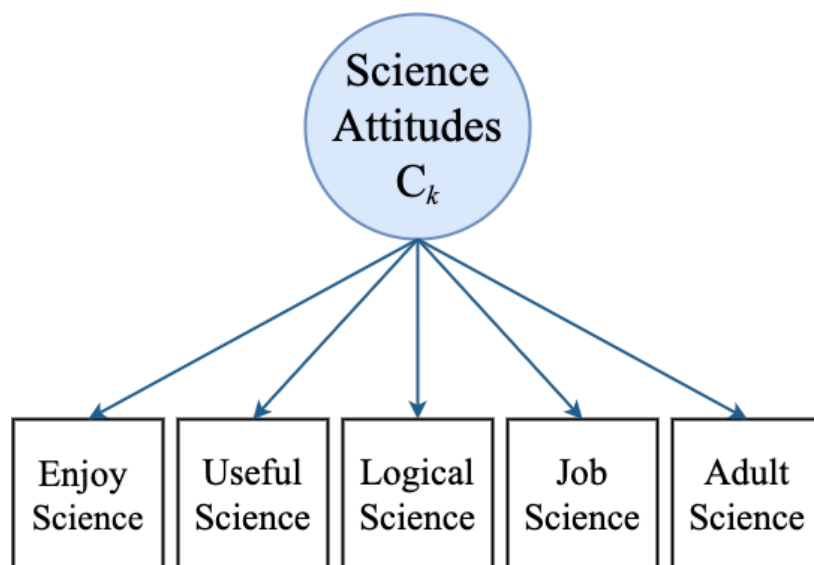 Science
Attitudes
Cₖ
Enjoy
Science
Useful
Science
Logical
Science
Job
Science
Adult
Science